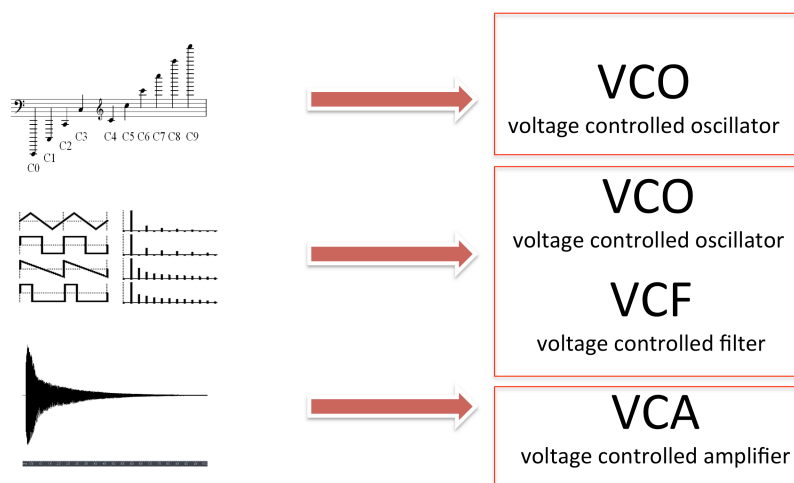 VCO
voltage controlled oscillator
C0
C1
C2
C3
C4 C5 C6 C7 C8 C9
VCO
voltage controlled oscillator
VCF
voltage controlled filter
VCA
voltage controlled amplifier